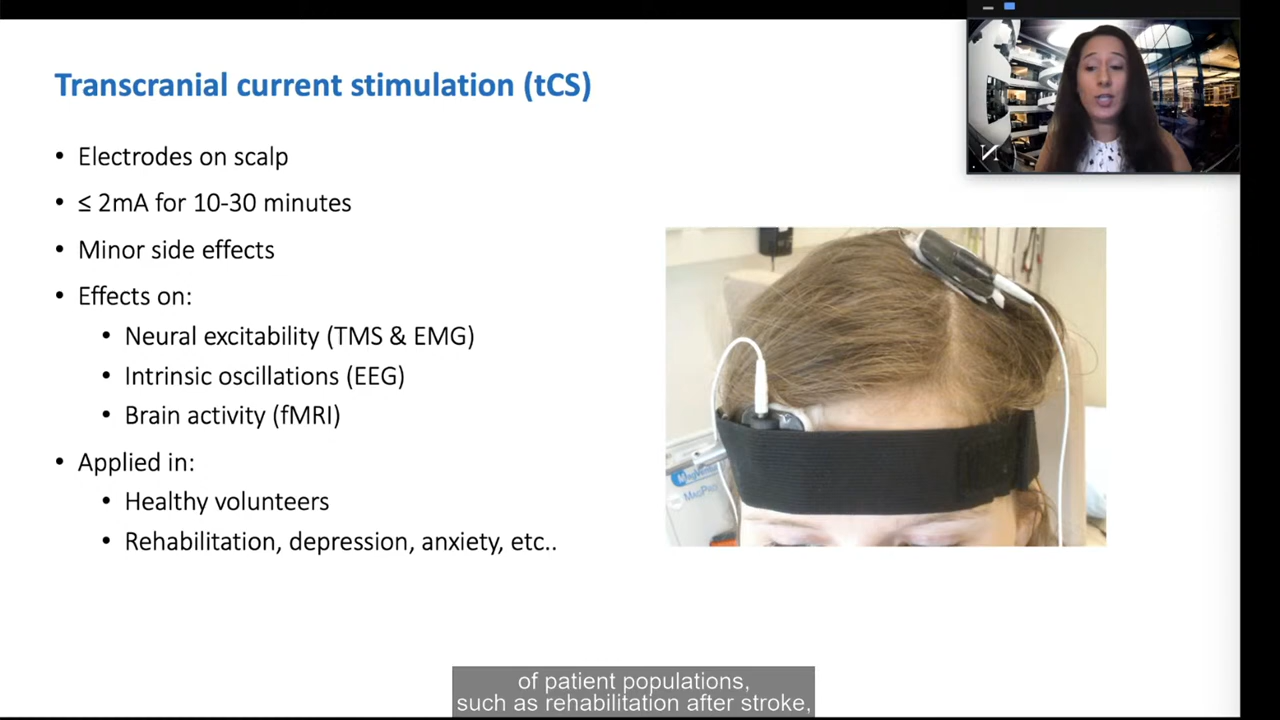 Transcranial current stimulation (tCS)
• Electrodes on scalp
• ≤ 2mA for 10-30 minutes
• Minor side effects
• Effects on:
• Neural excitability (TMS & EMG)
• Intrinsic oscillations (EEG)
• Brain activity (fMRI)
• Applied in:
• Healthy volunteers
• Rehabilitation, depression, anxiety, etc..
MagPro
of patient populations,
such as rehabilitation after stroke,